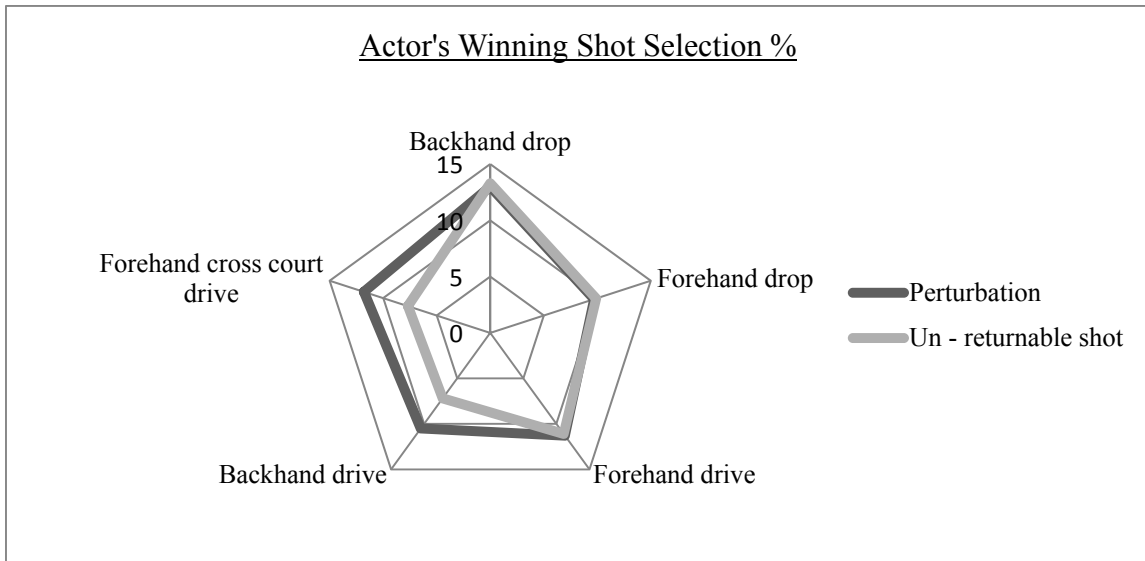 Actor's Winning Shot Selection %
Backhand drop
15
10
5
0
Forehand cross court
drive
Forehand drop
Backhand drive
Forehand drive
Perturbation
Un - returnable shot